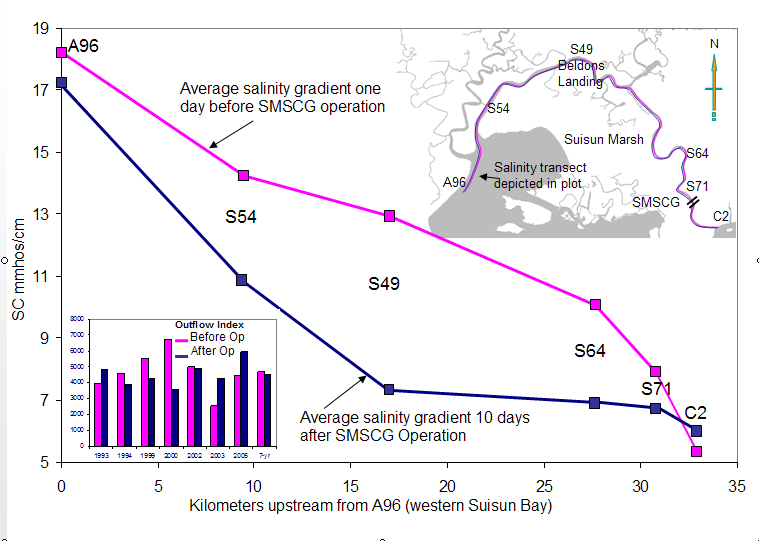 19
17
15
13
11
9
7
5
SC mmhos/cm
A96
Average salinity gradient one
day before SMSCG operation
S54
S49
S64
S71
C2
Average salinity gradient 10 days
after SMSCG Operation
0 5 10 15 20 25 30 35
Kilometers upstream from A96 (western Suisun Bay)
S49
Beldons
Landing
N
S54
Suisun Marsh
S64
A96
Salinity transect
depicted in plot
S71
SMSCG
C2
Outflow Index
Before Op
After Op
8000
7000
6000
5000
4000
3000
2000
1000
0
1993 1994 1999 2000 2002 2003 2005 7-yr